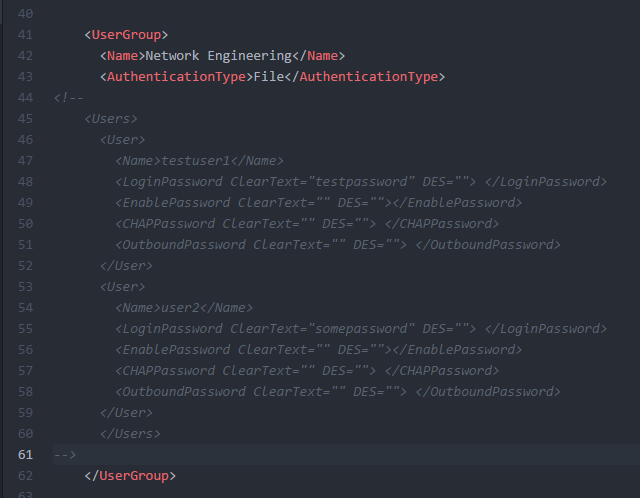 40
41 <UserGroup>
42 <Name>Network Engineering</Name>
43 <AuthenticationType>File</AuthenticationType>
44 <!--
45 <Users>
46 <User>
47 <Name>testuser1</Name>
48 <LoginPassword ClearText="testpassword" DES=""> </LoginPassword>
49 <EnablePassword ClearText="" DES=""></EnablePassword>
50 <CHAPPassword ClearText="" DES=""> </CHAPPassword>
51 <OutboundPassword ClearText="" DES=""> </OutboundPassword>
52 </User>
53 <User>
54 <Name>user2</Name>
55 <LoginPassword ClearText="somepassword" DES=""> </LoginPassword>
56 <EnablePassword ClearText="" DES=""></EnablePassword>
57 <CHAPPassword ClearText="" DES=""> </CHAPPassword>
58 <OutboundPassword ClearText="" DES=""> </OutboundPassword>
59 </User>
60 </Users>
61 -->
62 </UserGroup>
63